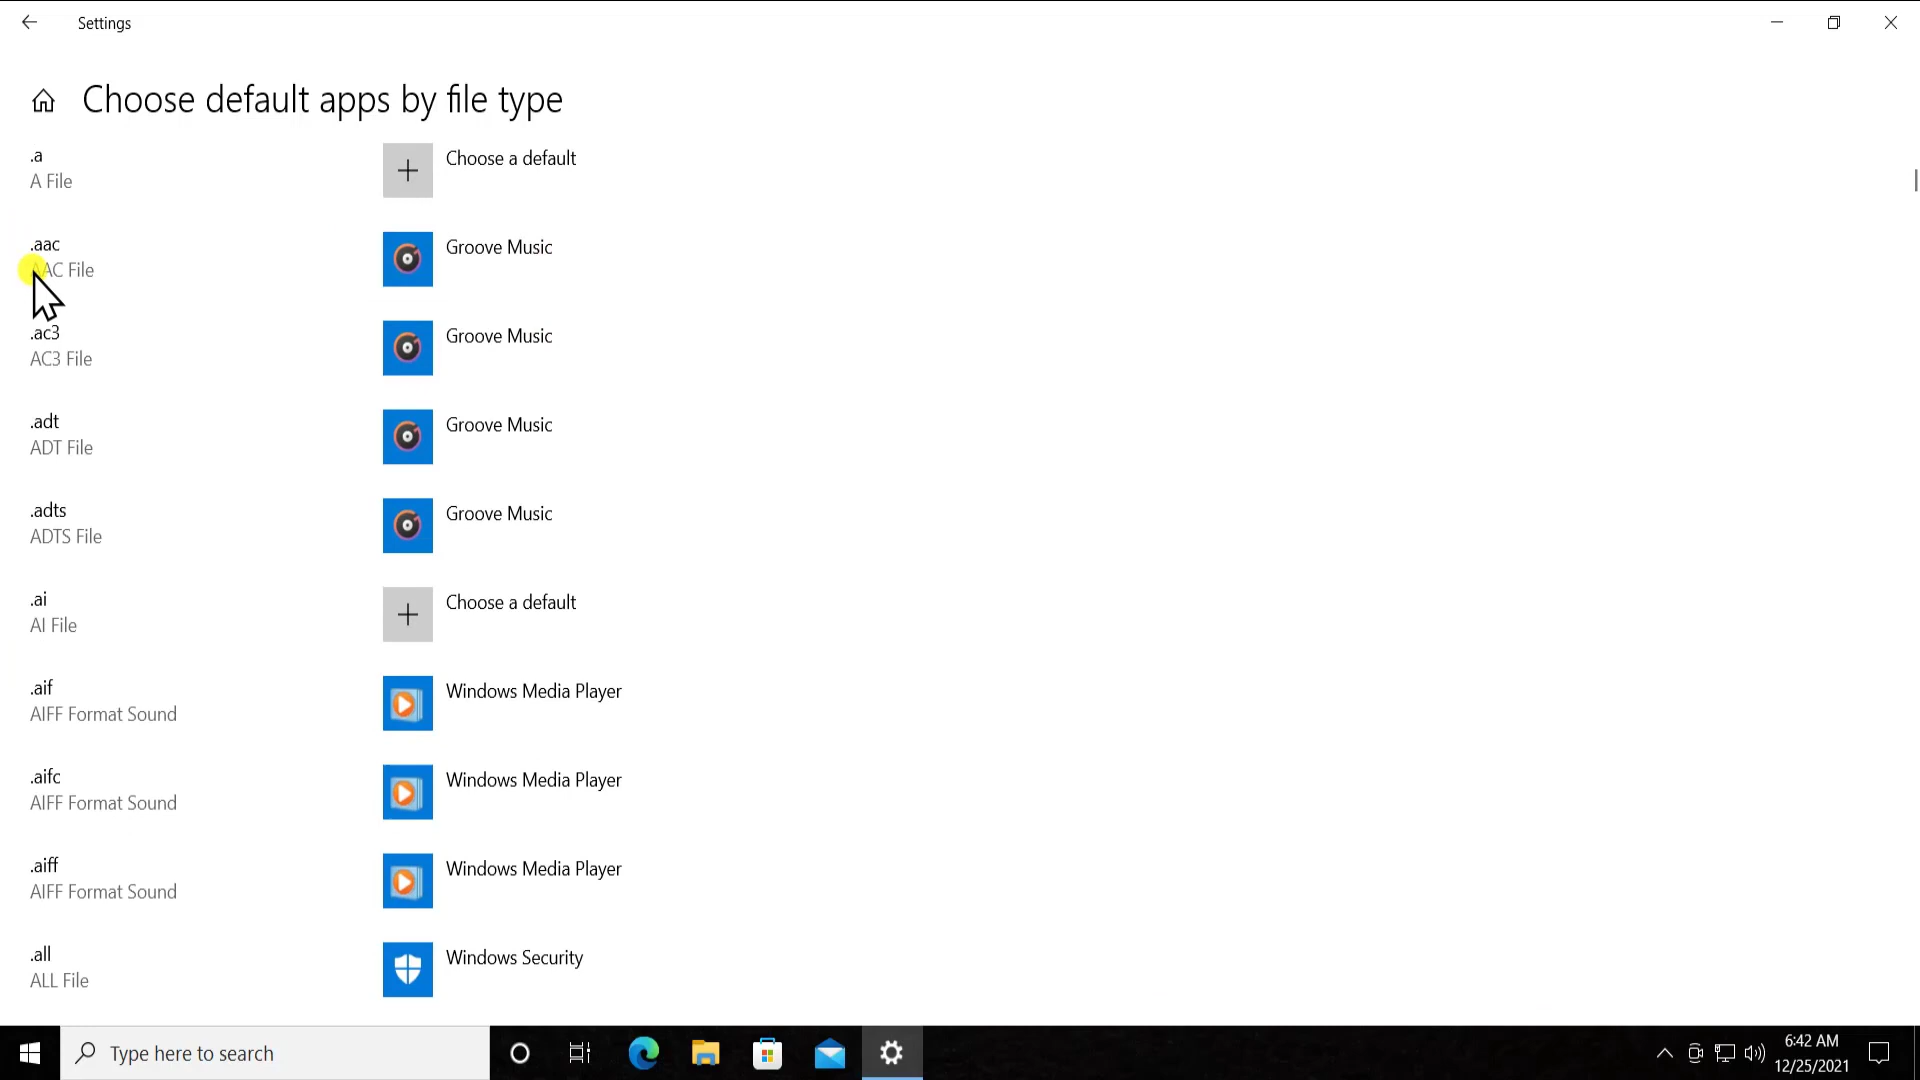 Settings
Choose default apps by file type
.a
A File
Choose a default
.aac
AAC File
Groove Music
.ac3
AC3 File
Groove Music
.adt
ADT File
Groove Music
.adts
ADTS File
Groove Music
.ai
AI File
Choose a default
.aif
AIFF Format Sound
Windows Media Player
.aifc
AIFF Format Sound
Windows Media Player
.aiff
AIFF Format Sound
Windows Media Player
.all
ALL File
Windows Security
Type here to search
6:42 AM
12/25/2021